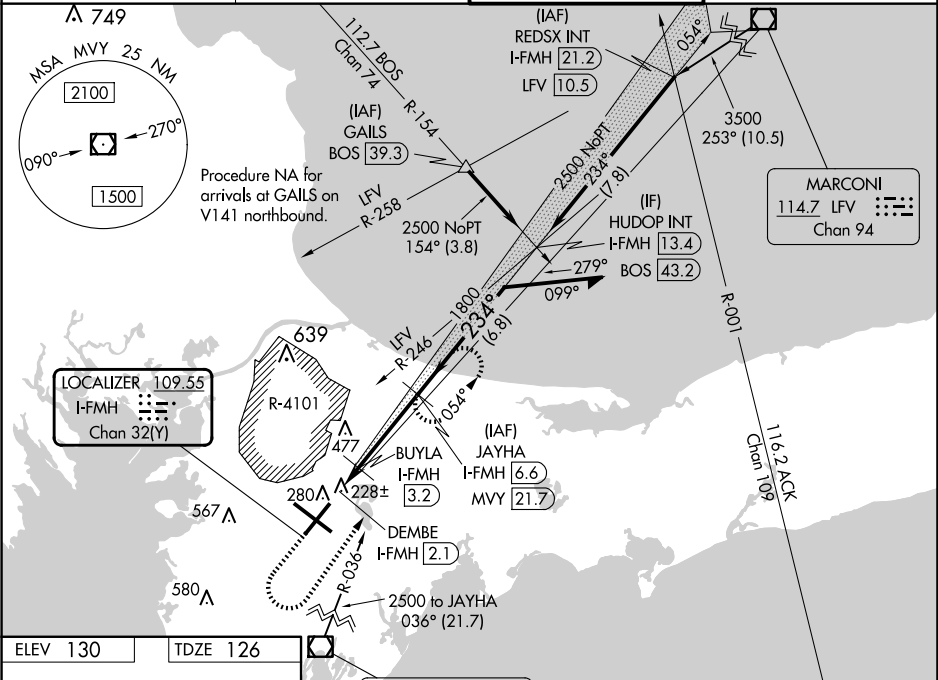 749
MSA MVY 25 NM
2100
270°
090°
1500
Procedure NA for
arrivals at GAILS on
V141 northbound.
112.7 BOS
Chan 74
R-154
(IAF)
GAILS
BOS 39.3
LFV
R-258
2500 NoPT
154° (3.8)
(IAF)
REDSX INT
I-FMH 21.2
LFV 10.5
054°
3500
253° (10.5)
2500 NoPT
234°
(7.8)
MARCONI
114.7 LFV
Chan 94
(IF)
HUDOP INT
I-FMH 13.4
BOS 43.2
279°
099°
1800
234°
(6.8)
LFV
R-246
R-001
116.2 ACK
Chan 109
639
LOCALIZER 109.55
I-FMH
Chan 32(Y)
R-4101
477
054°
(IAF)
JAYHA
I-FMH 6.6
MVY 21.7
BUYLA
I-FMH
3.2
280
228±
567
DEMBE
I-FMH 2.1
R-036
580
2500 to JAYHA
036° (21.7)
ELEV 130
TDZE 126